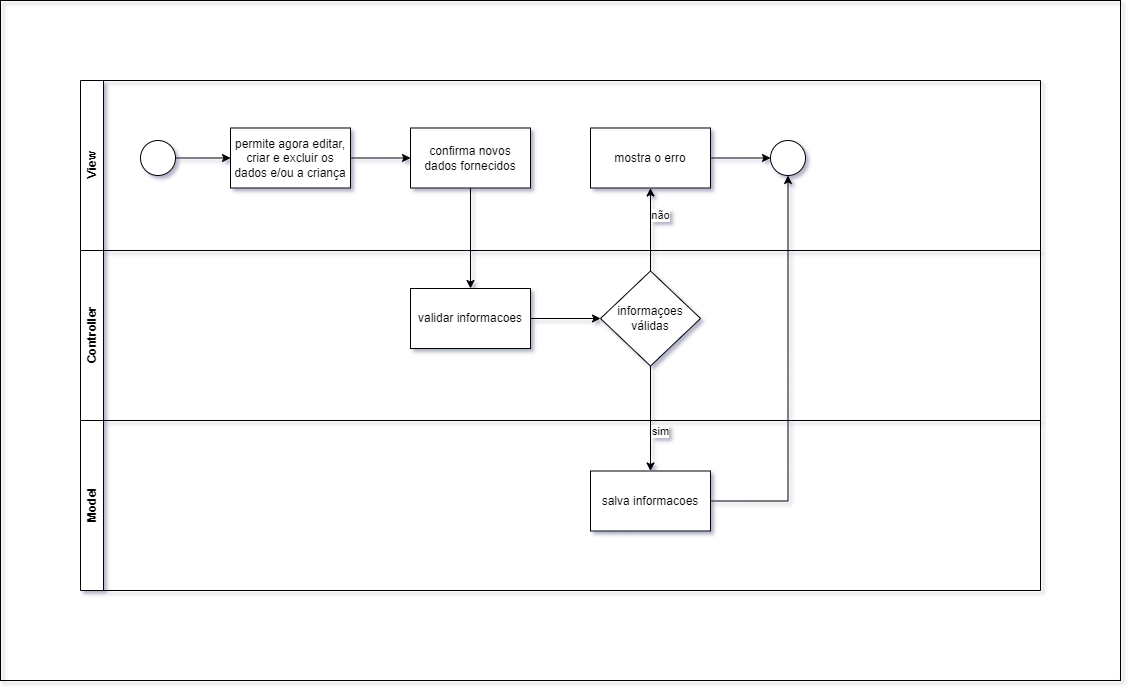 View
permite agora editar,
criar e excluir os
dados e/ou a criança
confirma novos
dados fornecidos
mostra o erro
não
Controller
validar informacoes
informaçoes
válidas
sim
Model
salva informacoes